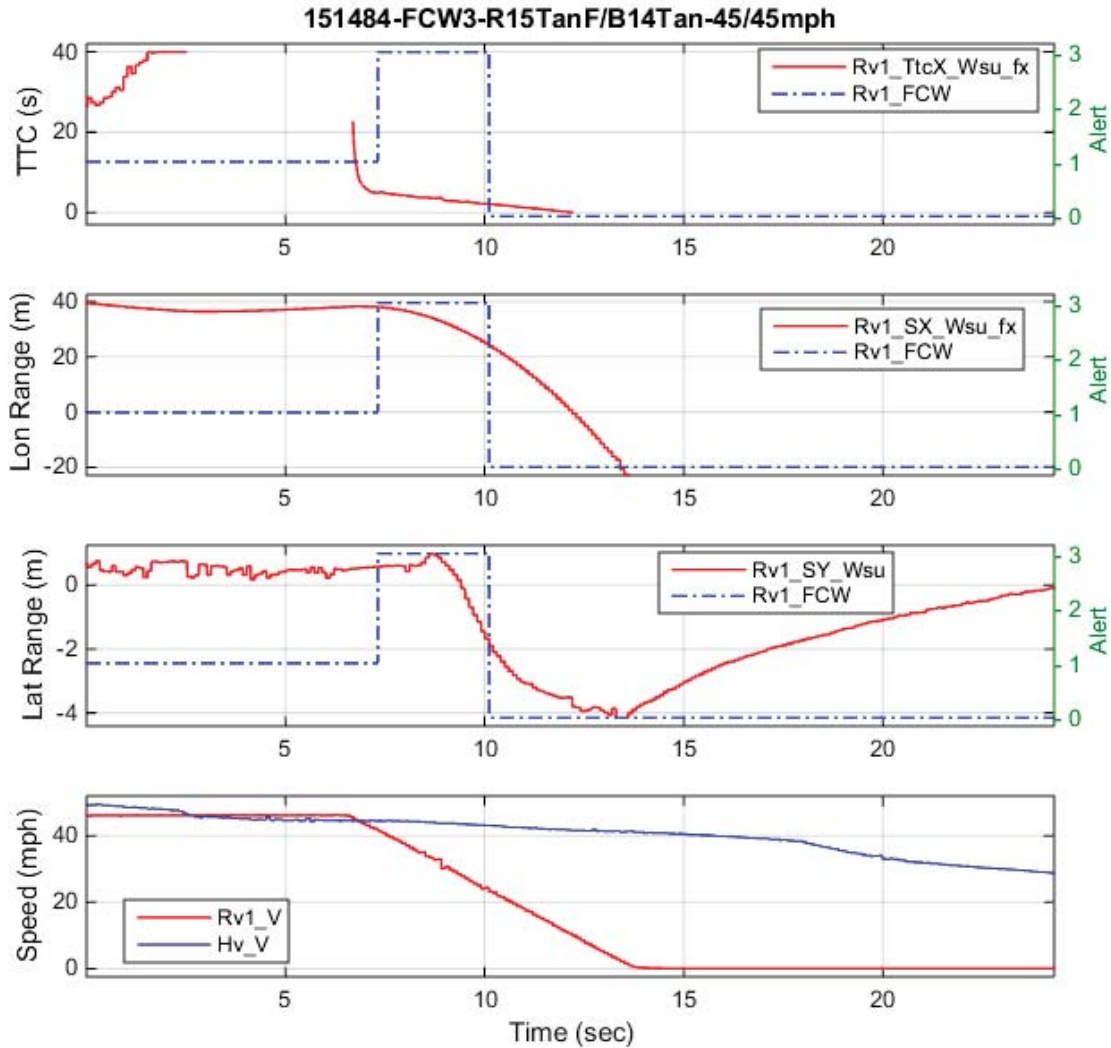 151484-FCW3-R15TanF/B14Tan-45/45mph
TTC (s)
40
20
0
Rv1_TtcX_Wsu_fx
Rv1_FCW
3
2
1
0
Alert
5 10 15 20
Lon Range (m)
40
20
0
-20
Rv1_SX_Wsu_fx
Rv1_FCW
3
2
1
0
Alert
5 10 15 20
Lat Range (m)
0
-2
-4
Rv1_SY_Wsu
Rv1_FCW
3
2
1
0
Alert
5 10 15 20
Speed (mph)
40
20
0
Rv1_V
Hv_V
5 10 15 20
Time (sec)